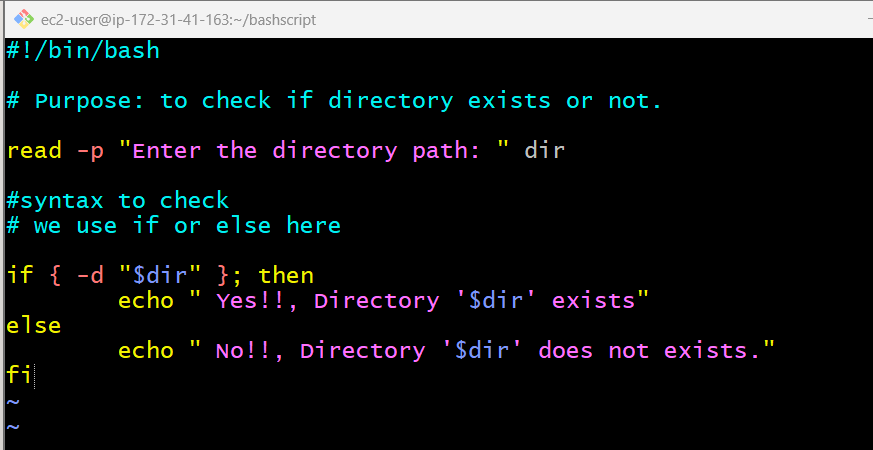 ec2-user@ip-172-31-41-163:~/bashscript
#!/bin/bash
# Purpose: to check if directory exists or not.
read -p "Enter the directory path: " dir
#syntax to check
# we use if or else here
if { -d "$dir" }; then
echo " Yes!!, Directory '$dir' exists"
else
echo " No!!, Directory '$dir' does not exists."
fi
~
~